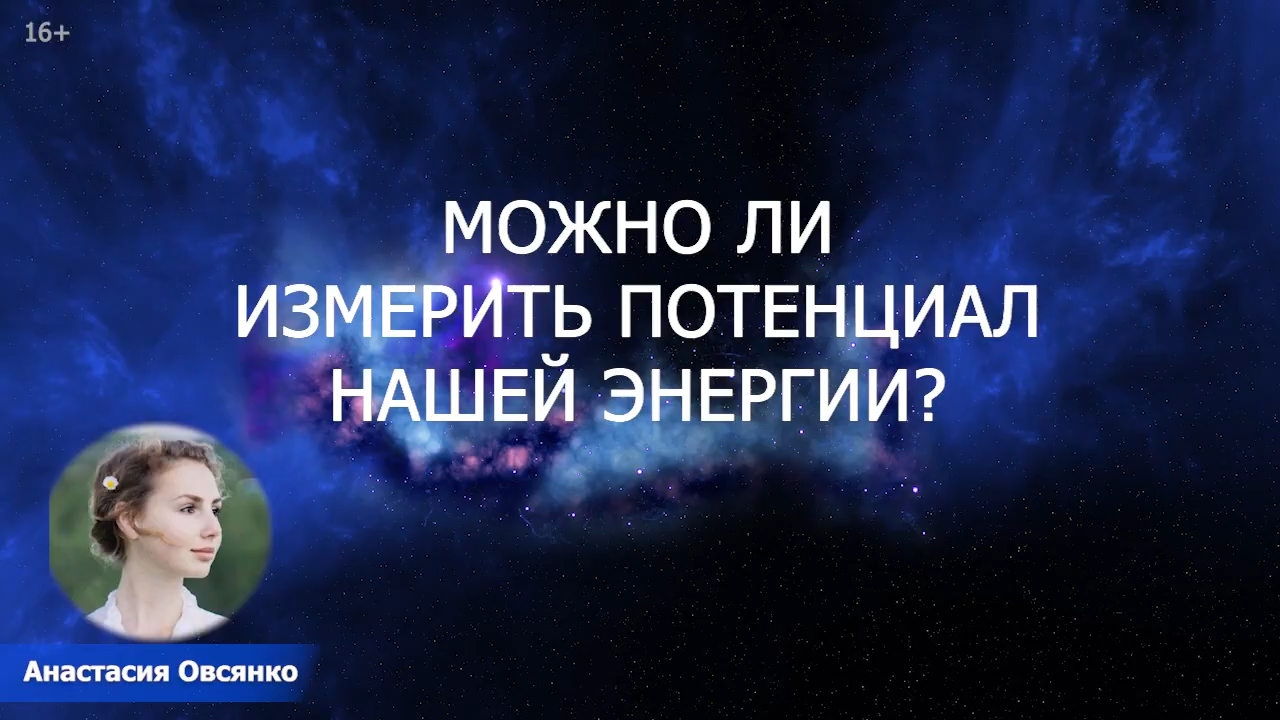 16+
МОЖНО ЛИ
ИЗМЕРИТЬ ПОТЕНЦИАЛ
НАШЕЙ ЭНЕРГИИ?
Анастасия Овсянко